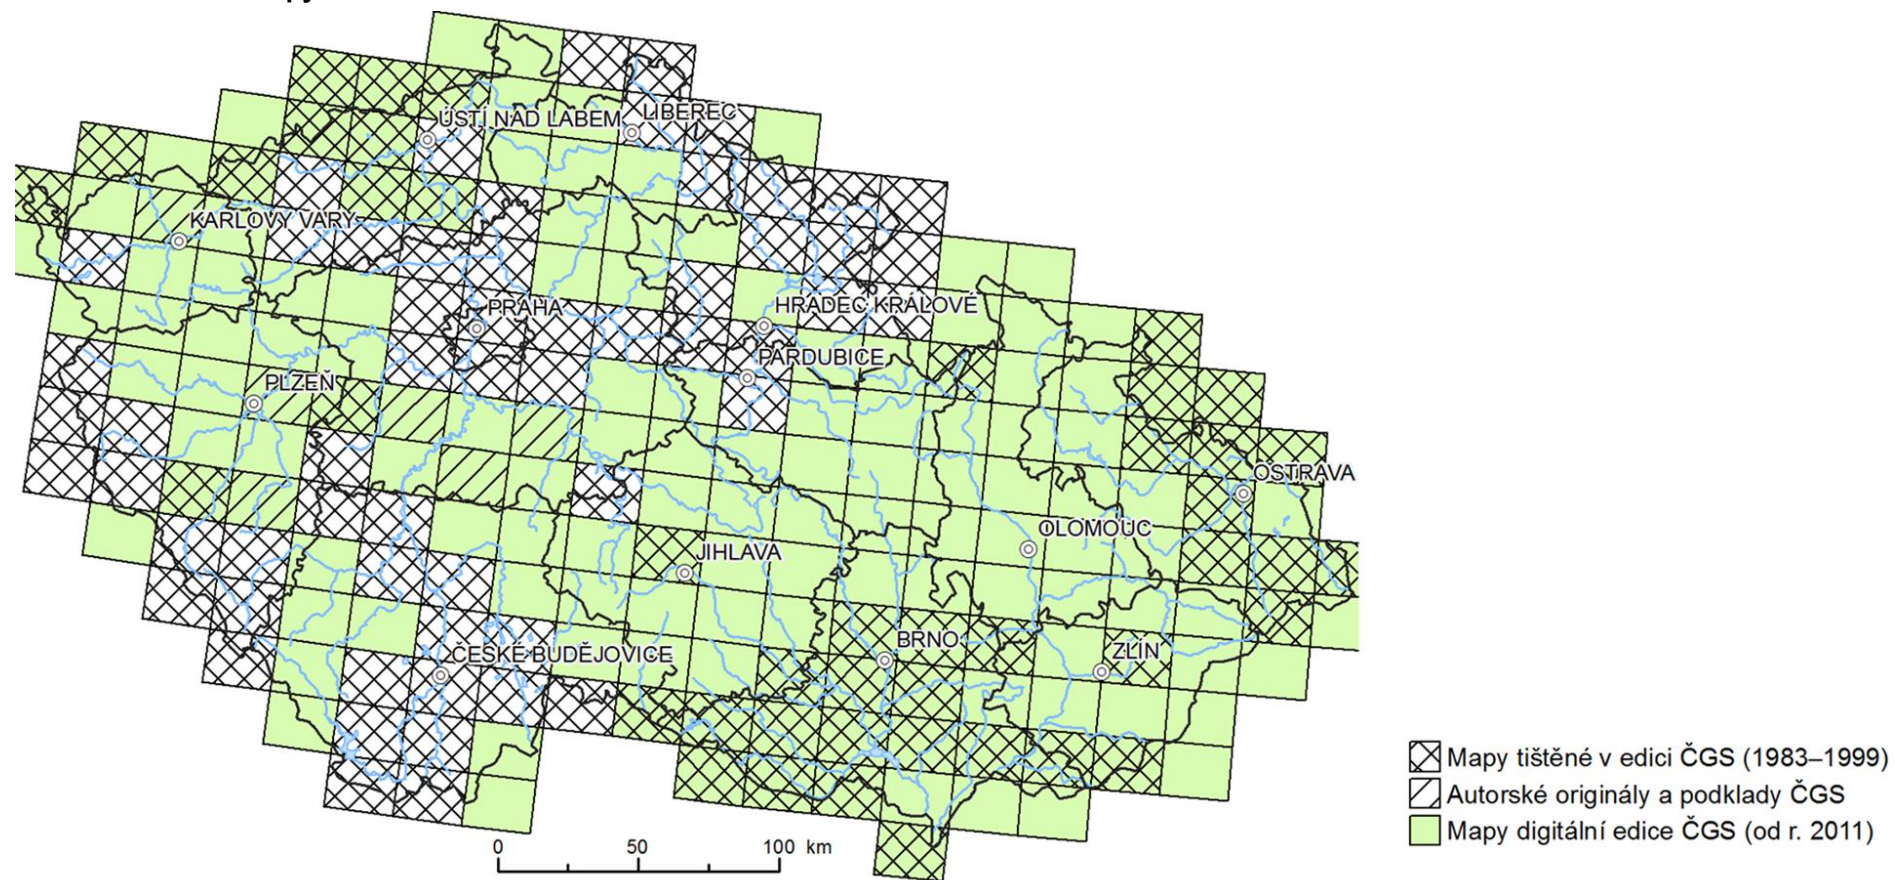 ÚSTÍ NAD LABEM
LIBEREC
KARLOVY VARY
PRAHA
HRADEC KRÁLOVÉ
PARDUBICE
PLZEŇ
OSTRAVA
OLOMOUC
JIHLAVA
BRNO
ZLÍN
ČESKÉ BUDĚJOVICE
Mapy tištěné v edici ČGS (1983–1999)
Autorské originály a podklady ČGS
Mapy digitální edice ČGS (od r. 2011)
0 50 100 km